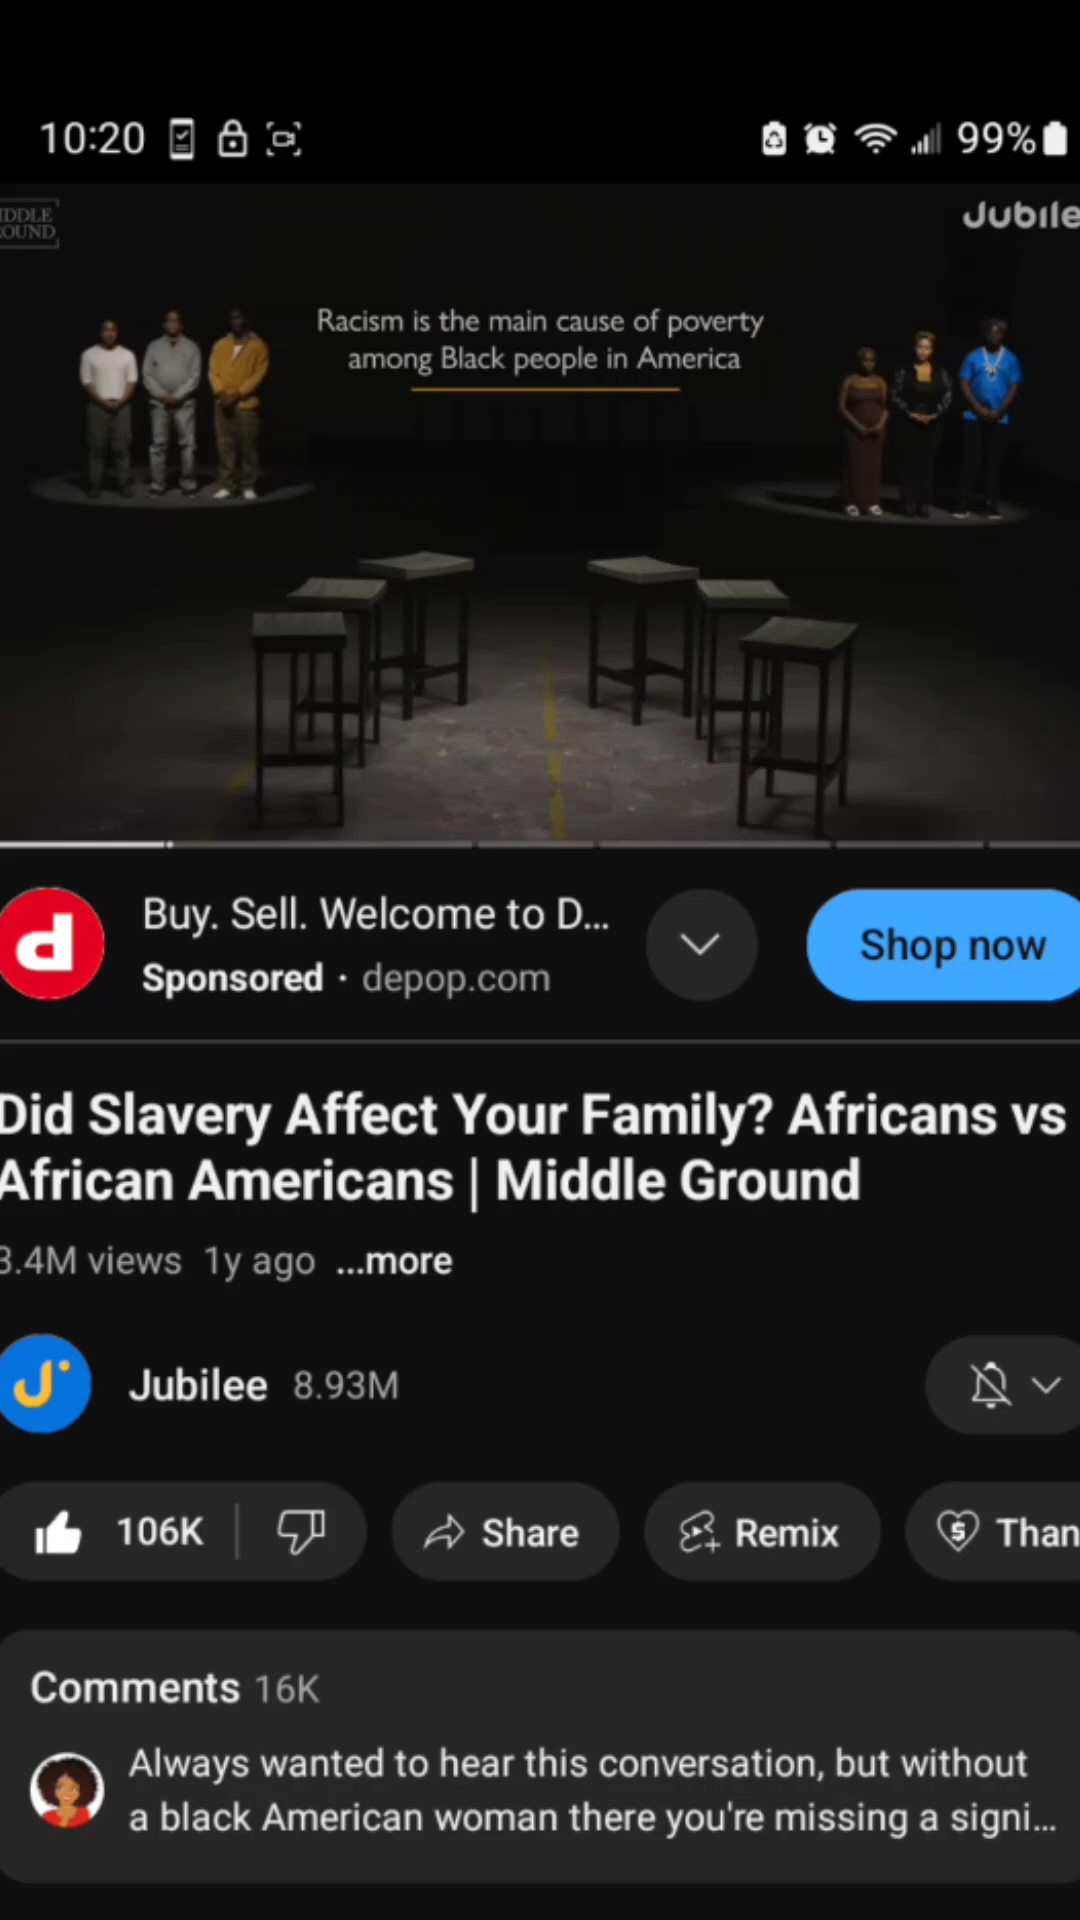 10:20
99%
IDDLE
OUND
Jubile
Racism is the main cause of poverty
among Black people in America
d
Buy. Sell. Welcome to D...
Sponsored · depop.com
Shop now
Did Slavery Affect Your Family? Africans vs
African Americans | Middle Ground
3.4M views 1y ago ...more
Jubilee 8.93M
106K
Share
Remix
Than
Comments 16K
Always wanted to hear this conversation, but without
a black American woman there you're missing a signi...